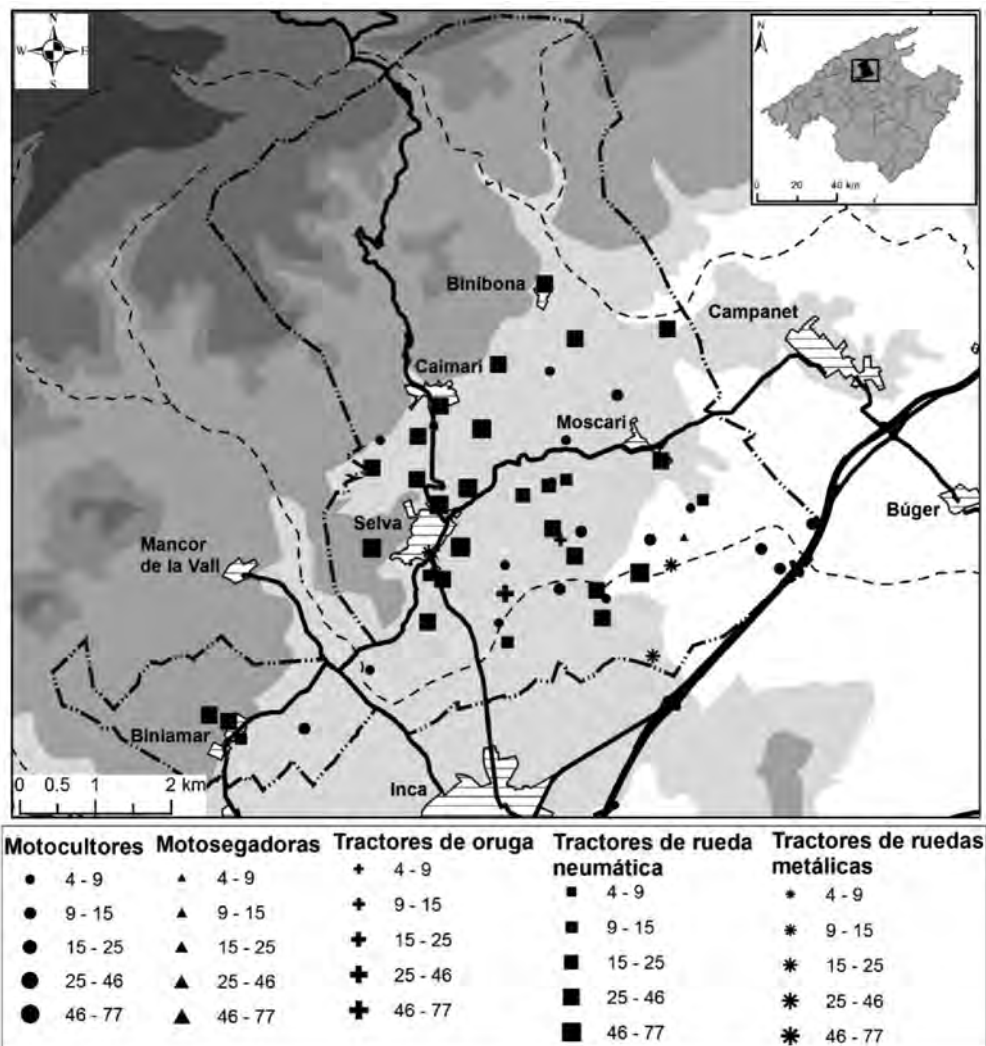 N
W
E
S
N
0
20
40 km
Binibona
Campanet
Caimari
Moscari
Selva
Búger
Mancor
de la Vall
Biniamar
Inca
0 0.5 1 2 km
Motocultores
4 - 9
9 - 15
15 - 25
25 - 46
46 - 77
Motosegadoras
4 - 9
9 - 15
15 - 25
25 - 46
46 - 77
Tractores de oruga
4 - 9
9 - 15
15 - 25
25 - 46
46 - 77
Tractores de rueda
neumática
4 - 9
9 - 15
15 - 25
25 - 46
46 - 77
Tractores de ruedas
metálicas
4 - 9
9 - 15
15 - 25
25 - 46
46 - 77